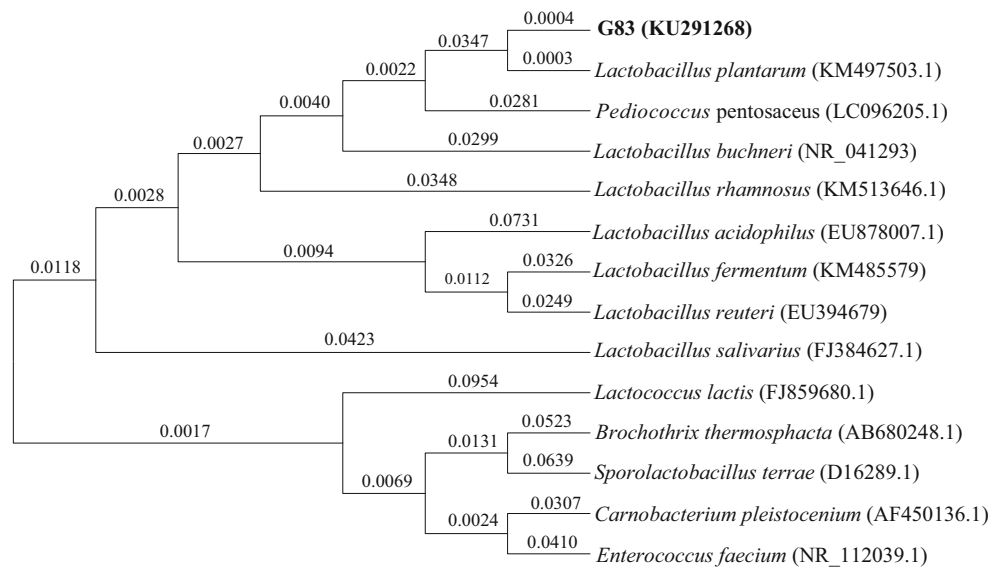 0.0004
G83 (KU291268)
0.0347
0.0003
Lactobacillus plantarum (KM497503.1)
0.0022
0.0281
Pediococcus pentosaceus (LC096205.1)
0.0040
0.0299
Lactobacillus buchneri (NR_041293)
0.0027
0.0348
Lactobacillus rhamnosus (KM513646.1)
0.0028
0.0731
Lactobacillus acidophilus (EU878007.1)
0.0094
0.0326
Lactobacillus fermentum (KM485579)
0.0118
0.0112
0.0249
Lactobacillus reuteri (EU394679)
0.0423
Lactobacillus salivarius (FJ384627.1)
0.0954
Lactococcus lactis (FJ859680.1)
0.0017
0.0523
Brochothrix thermosphacta (AB680248.1)
0.0131
0.0639
Sporolactobacillus terrae (D16289.1)
0.0069
0.0307
Carnobacterium pleistocenium (AF450136.1)
0.0024
0.0410
Enterococcus faecium (NR_112039.1)